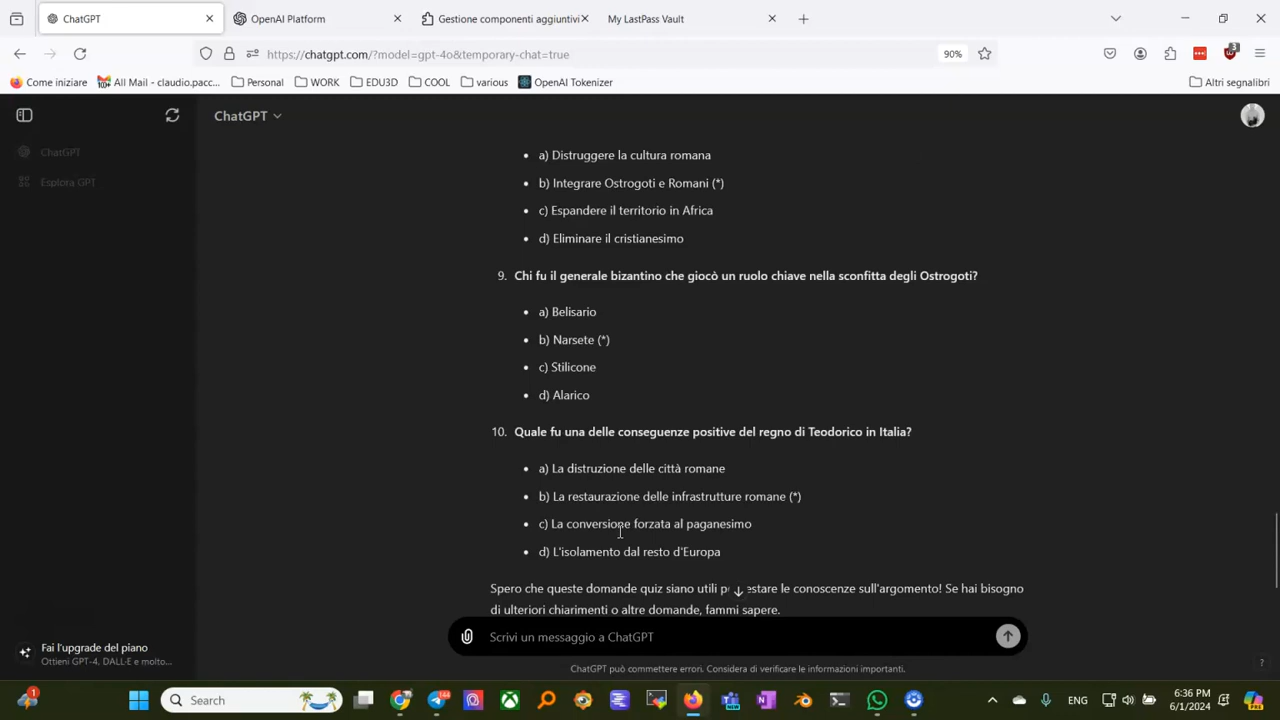 ChatGPT
OpenAI Platform
Gestione componenti aggiuntivi
My LastPass Vault
https://chatgpt.com/?model=gpt-4o&temporary-chat=true
90%
3
Come iniziare
All Mail - claudio.pacc...
Personal
WORK
EDU3D
COOL
various
OpenAI Tokenizer
Altri segnalibri
ChatGPT
ChatGPT
Esplora GPT
• a) Distruggere la cultura romana
• b) Integrare Ostrogoti e Romani (*)
• c) Espandere il territorio in Africa
• d) Eliminare il cristianesimo
9. Chi fu il generale bizantino che giocò un ruolo chiave nella sconfitta degli Ostrogoti?
• a) Belisario
• b) Narsete (*)
• c) Stilicone
• d) Alarico
10. Quale fu una delle conseguenze positive del regno di Teodorico in Italia?
• a) La distruzione delle città romane
• b) La restaurazione delle infrastrutture romane (*)
• c) La conversione forzata al paganesimo
• d) L'isolamento dal resto d'Europa
Spero che queste domande quiz siano utili p estare le conoscenze sull'argomento! Se hai bisogno
di ulteriori chiarimenti o altre domande, fammi sapere.
Fai l'upgrade del piano
Ottieni GPT-4, DALL·E e molto...
Scrivi un messaggio a ChatGPT
ChatGPT può commettere errori. Considera di verificare le informazioni importanti.
?
1
Search
ENG
6:36 PM
6/1/2024